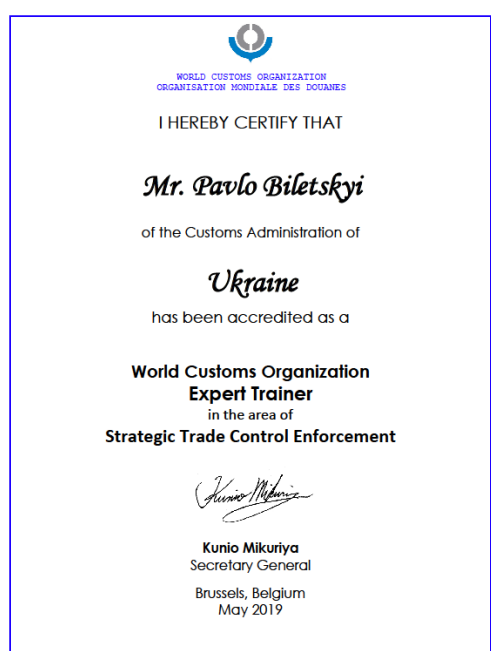 WORLD CUSTOMS ORGANIZATION
ORGANISATION MONDIALE DES DOUANES
I HEREBY CERTIFY THAT
Mr. Pavlo Biletskyi
of the Customs Administration of
Ukraine
has been accredited as a
World Customs Organization
Expert Trainer
in the area of
Strategic Trade Control Enforcement
Kunio Mikuriya
Kunio Mikuriya
Secretary General
Brussels, Belgium
May 2019